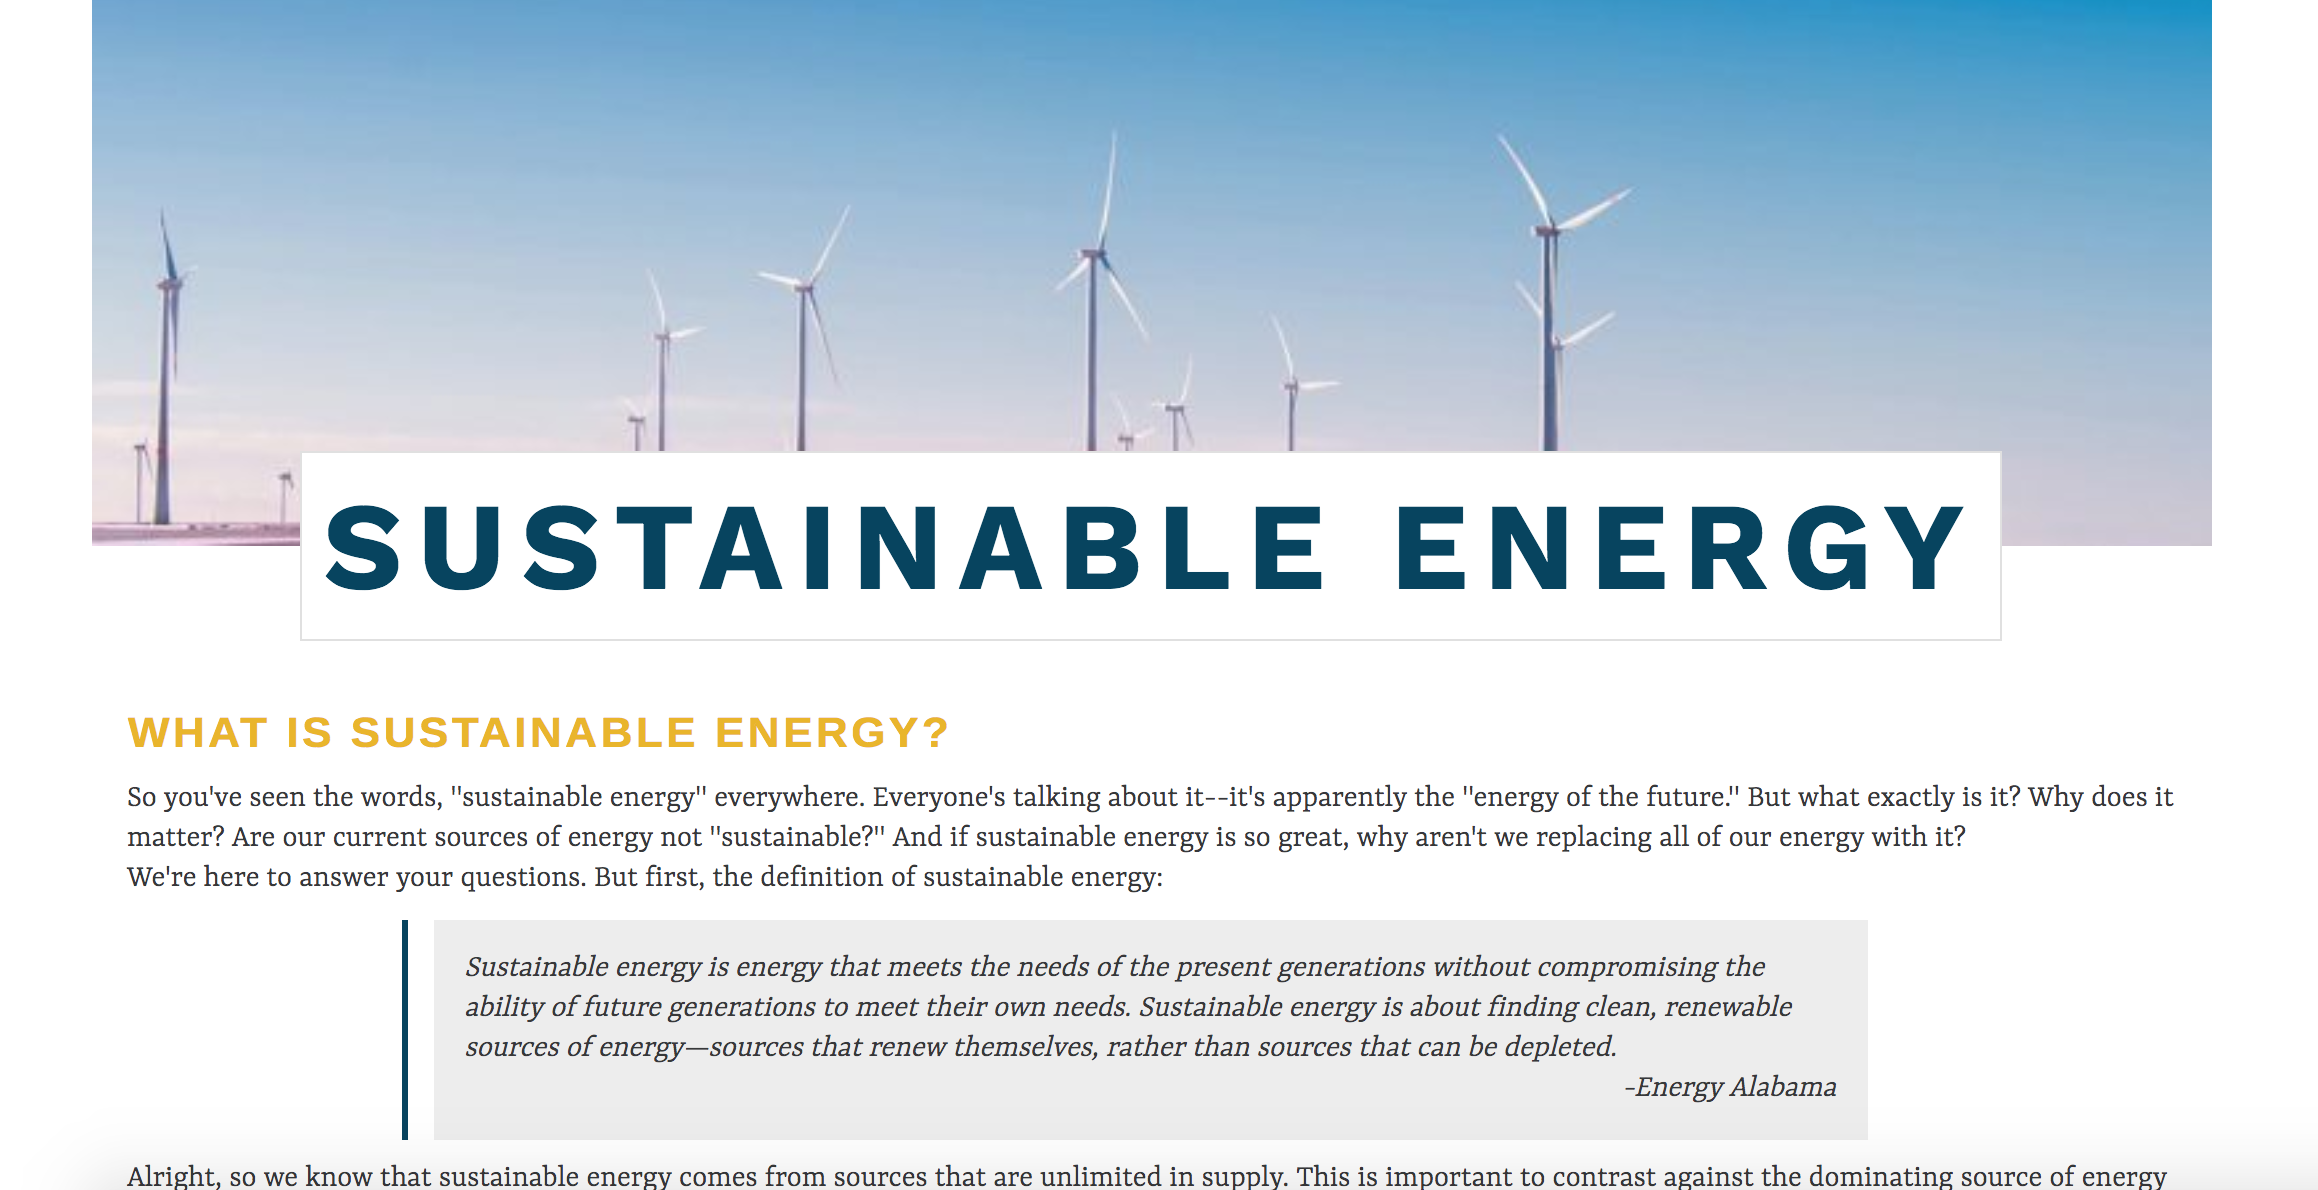 SUSTAINABLE ENERGY
WHAT IS SUSTAINABLE ENERGY?
So you've seen the words, "sustainable energy" everywhere. Everyone's talking about it--it's apparently the "energy of the future." But what exactly is it? Why does it
matter? Are our current sources of energy not "sustainable?" And if sustainable energy is so great, why aren't we replacing all of our energy with it?
We're here to answer your questions. But first, the definition of sustainable energy:
Sustainable energy is energy that meets the needs of the present generations without compromising the
ability of future generations to meet their own needs. Sustainable energy is about finding clean, renewable
sources of energy—sources that renew themselves, rather than sources that can be depleted.
-Energy Alabama
Alright, so we know that sustainable energy comes from sources that are unlimited in supply. This is important to contrast against the dominating source of energy